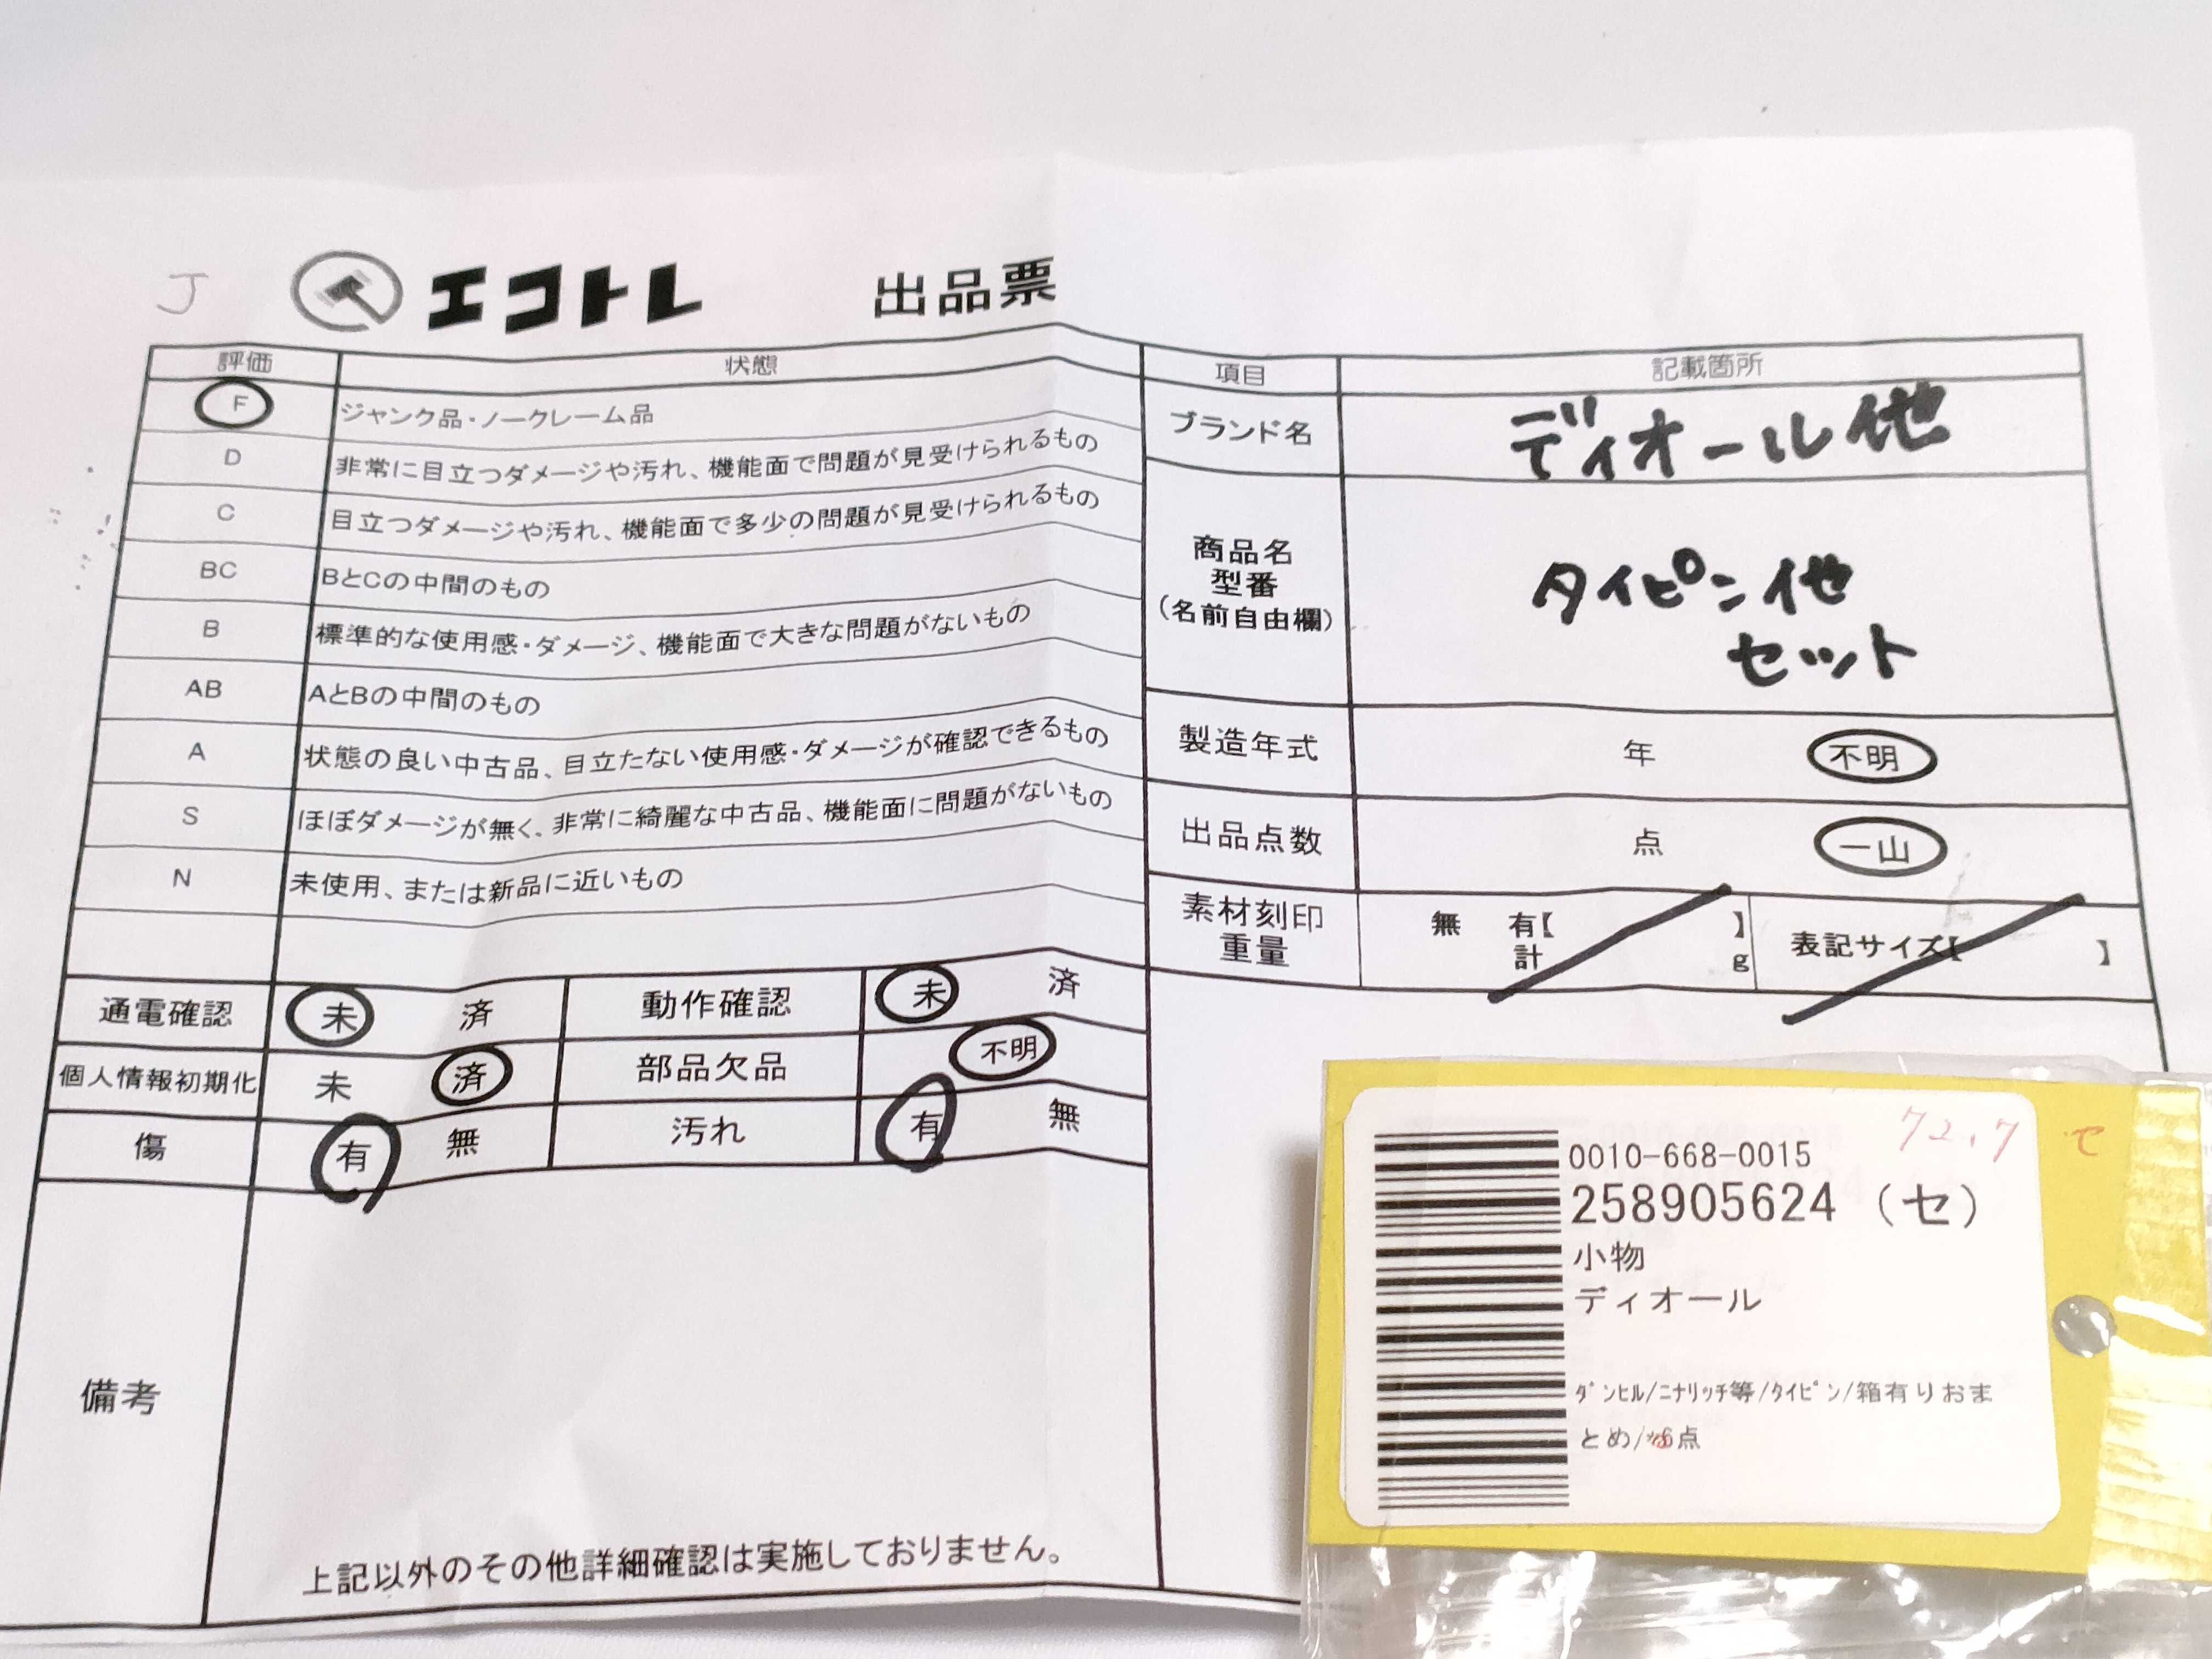 J
エコトレ 出品票
評価 状態
F ジャンク品・ノークレーム品
D 非常に目立つダメージや汚れ、機能面で問題が見受けられるもの
C 目立つダメージや汚れ、機能面で多少の問題が見受けられるもの
BC BとCの中間のもの
B 標準的な使用感・ダメージ、機能面で大きな問題がないもの
AB AとBの中間のもの
A 状態の良い中古品、目立たない使用感・ダメージが確認できるもの
S ほぼダメージが無く、非常に綺麗な中古品、機能面に問題がないもの
N 未使用、または新品に近いもの
通電確認 未 済 動作確認 未 済
個人情報初期化 未 済 部品欠品 不明
傷 有 無 汚れ 有 無
備考
上記以外のその他詳細確認は実施しておりません。
項目 記載箇所
ブランド名 ディオール他
商品名
型番
(名前自由欄)
タイピン他
セット
製造年式 年 不明
出品点数 点 一山
素材刻印
重量
無 有【 】
計 g
表記サイズ【 】
72.7 セ
0010-668-0015
258905624 (セ)
小物
ディオール
ﾀﾞﾝﾋﾙ/ﾆﾅﾘｯﾁ等/ﾀｲﾋﾟﾝ/箱有りおま
とめ/6点